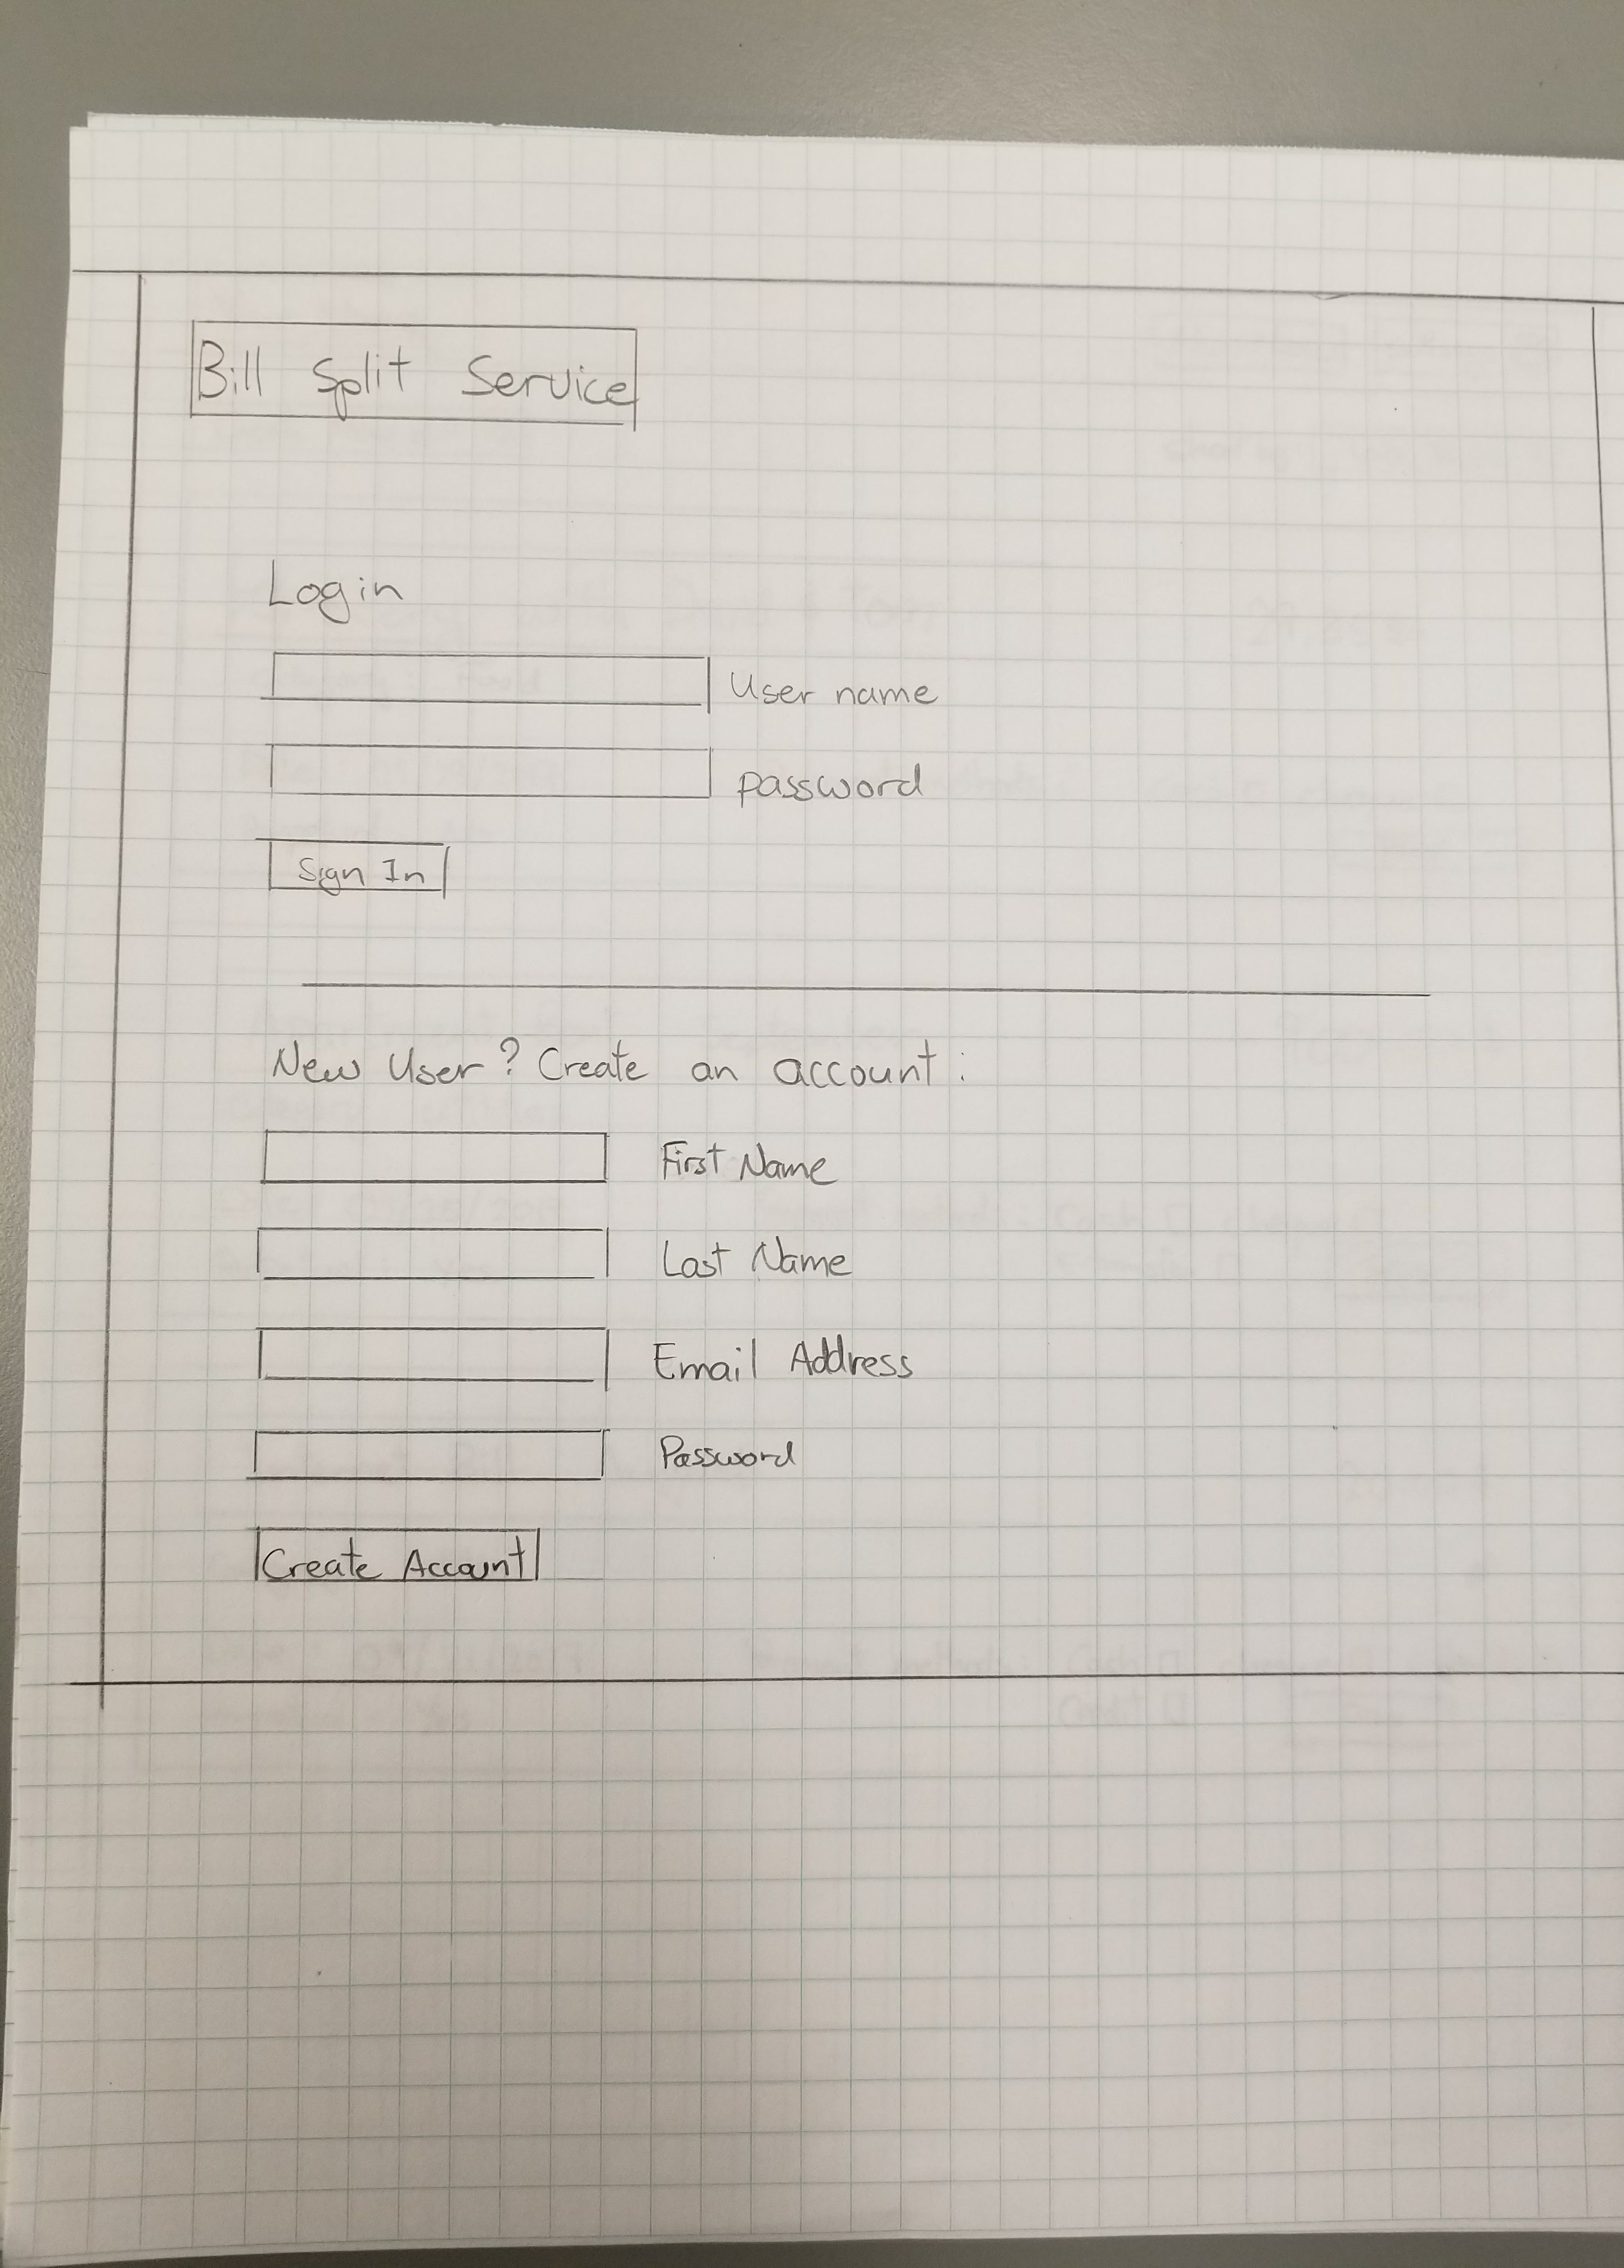 Bill Split Service
Login
User name
password
Sign In
New User? Create an account:
First Name
Last Name
Email Address
Password
Create Account